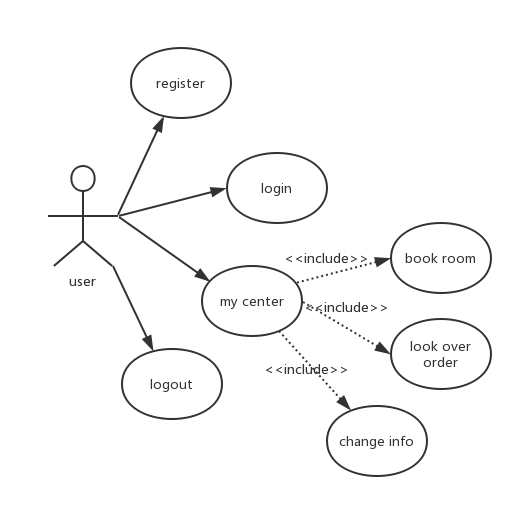 register
login
<<include>>
book room
user
my center
<<include>>
look over
order
<<include>>
logout
change info